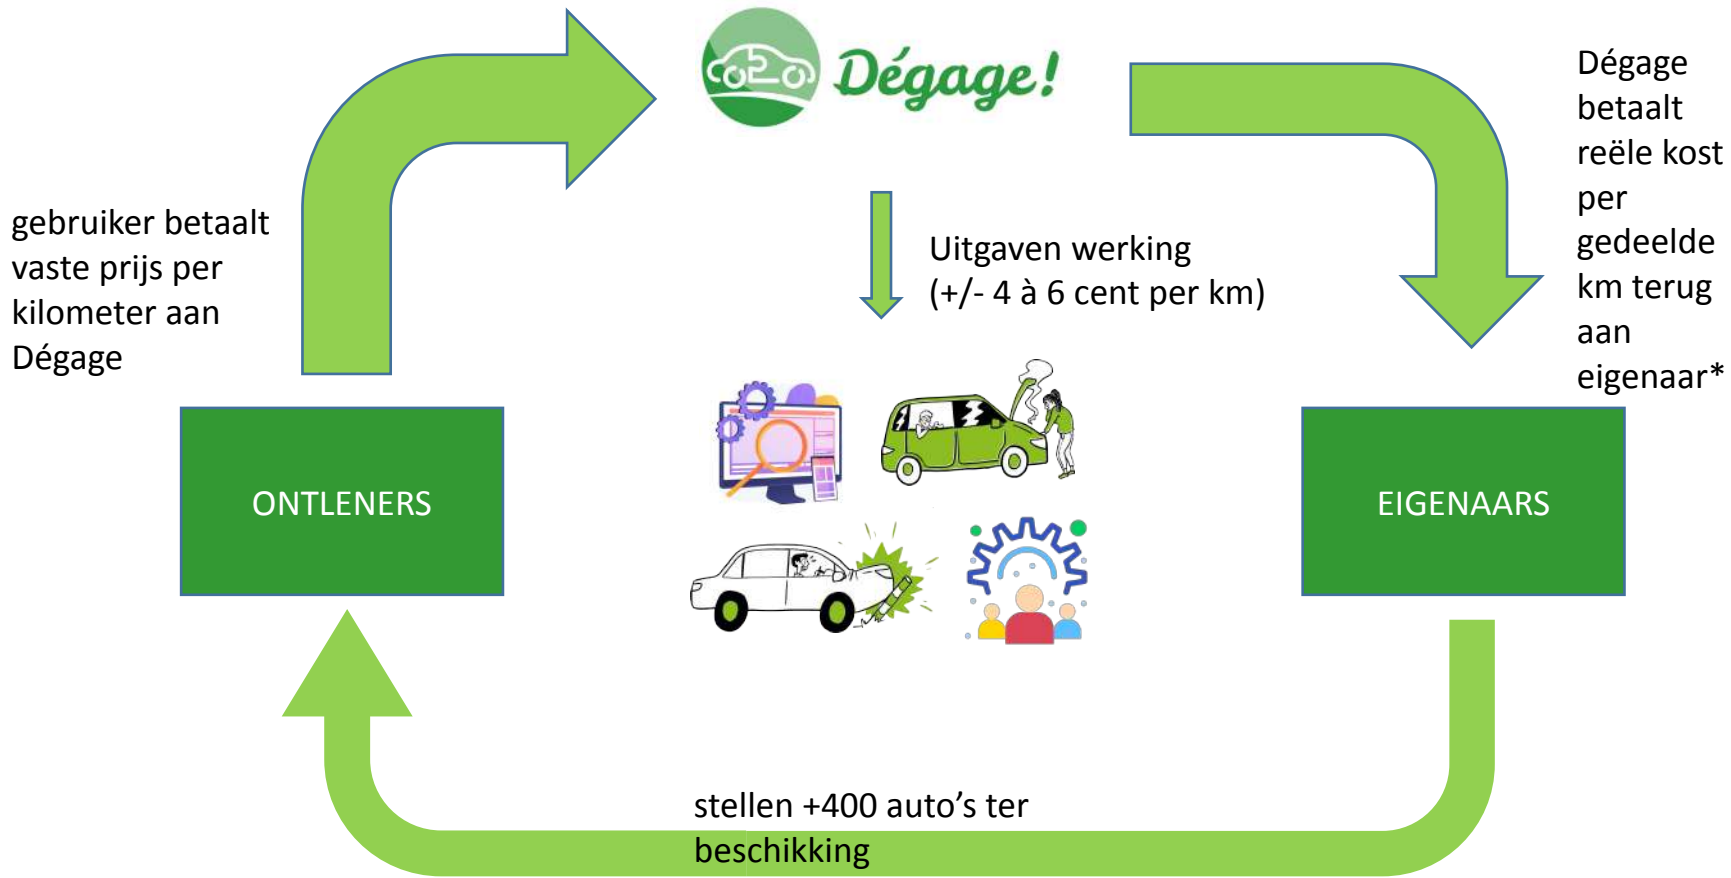 Dégage!
gebruiker betaalt
vaste prijs per
kilometer aan
Dégage
Uitgaven werking
(+/- 4 à 6 cent per km)
Dégage
betaalt
reële kost
per
gedeelde
km terug
aan
eigenaar*
ONTLENERS
EIGENAARS
stellen +400 auto’s ter
beschikking